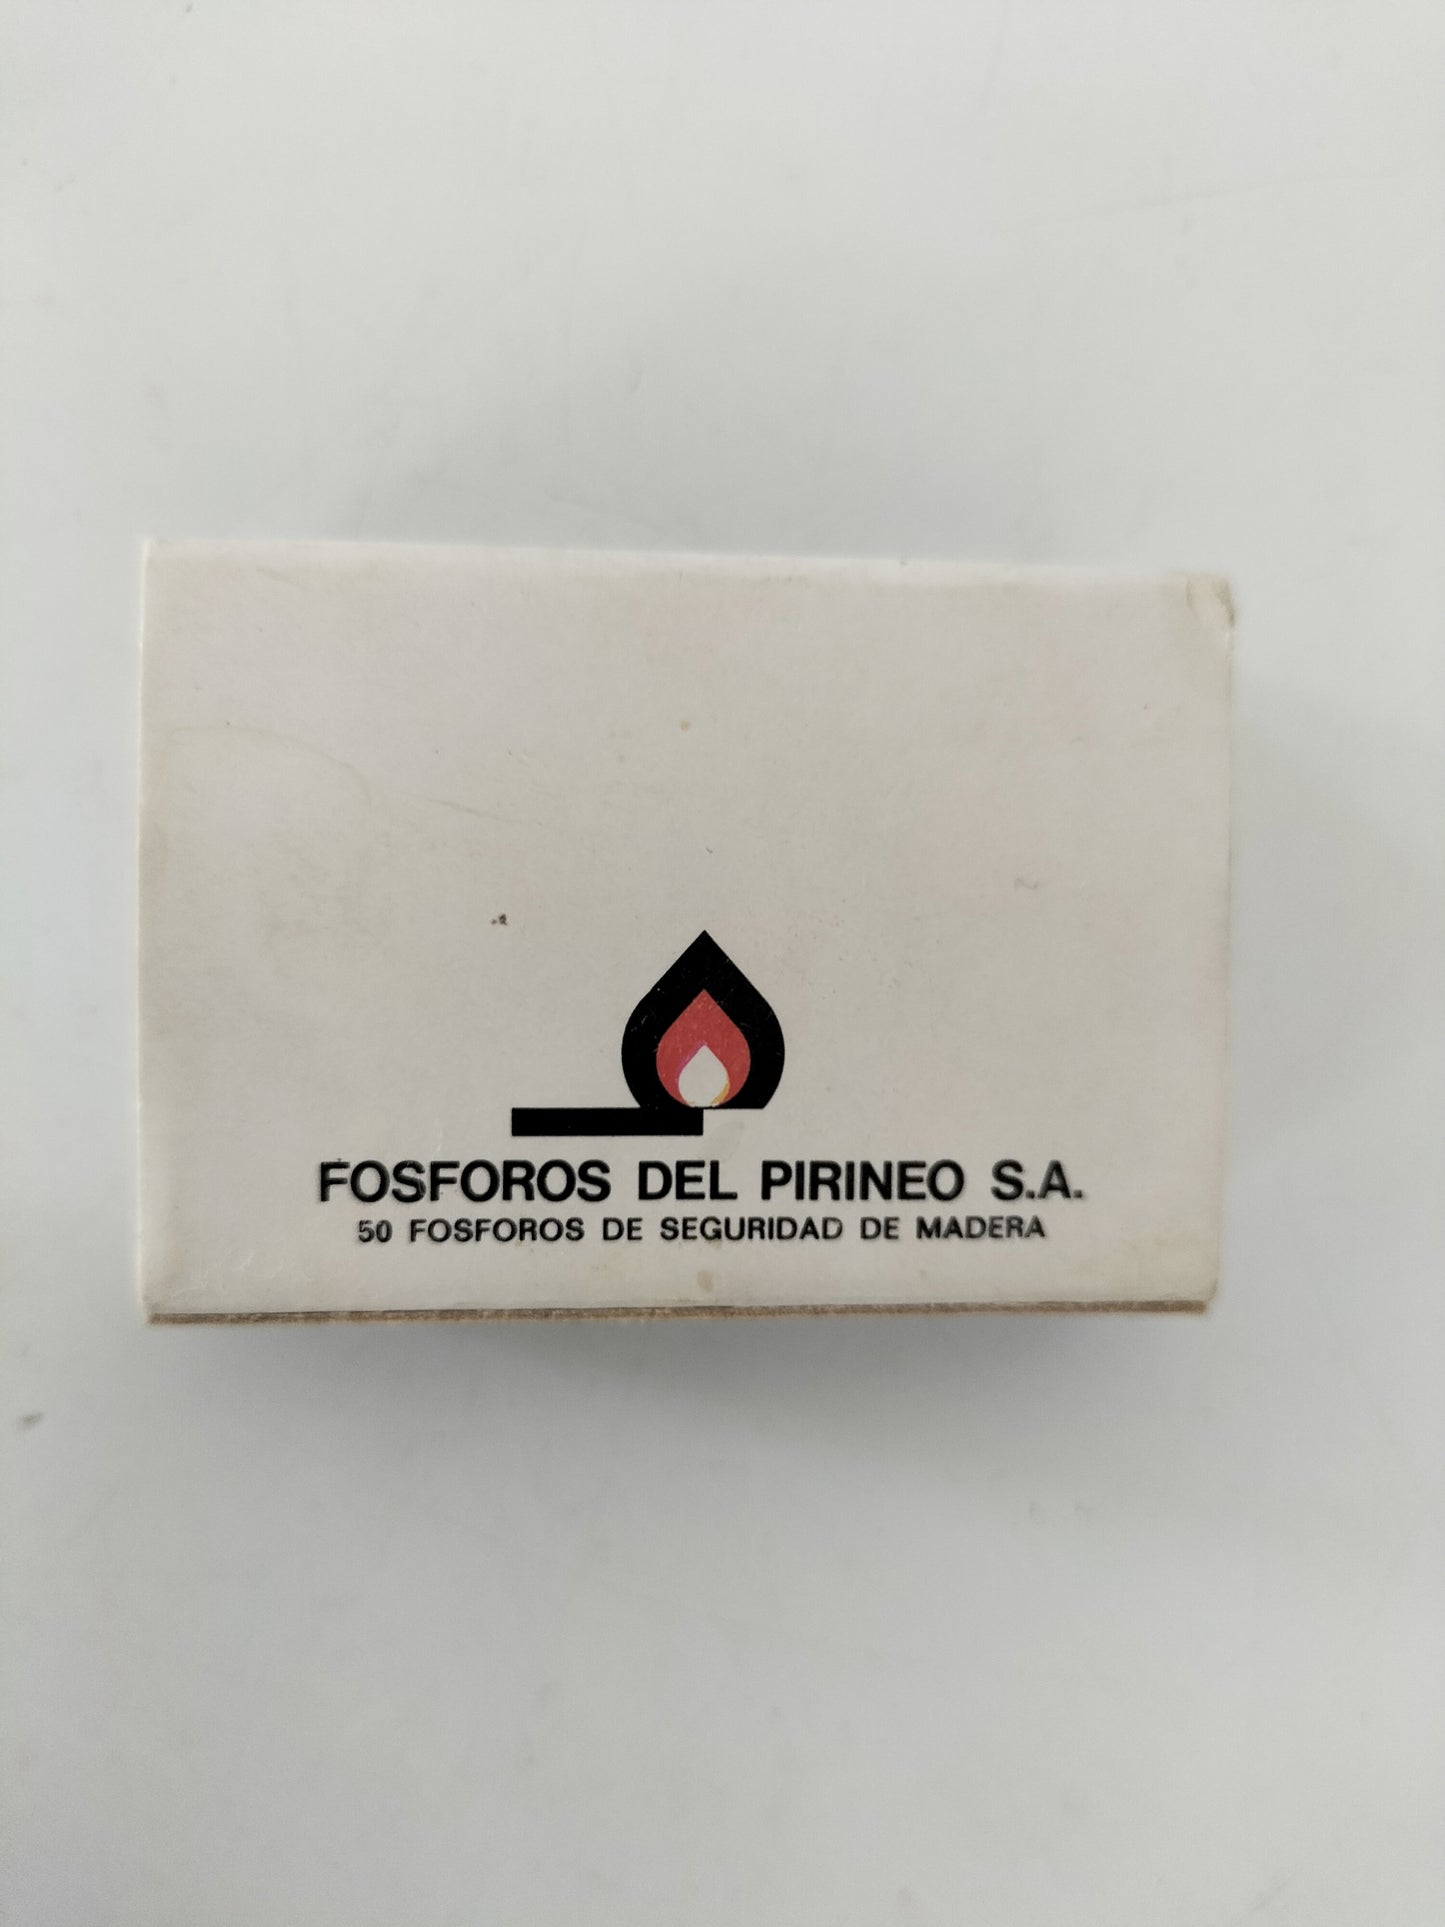 FOSFOROS DEL PIRINEO S.A.
50 FOSFOROS DE SEGURIDAD DE MADERA